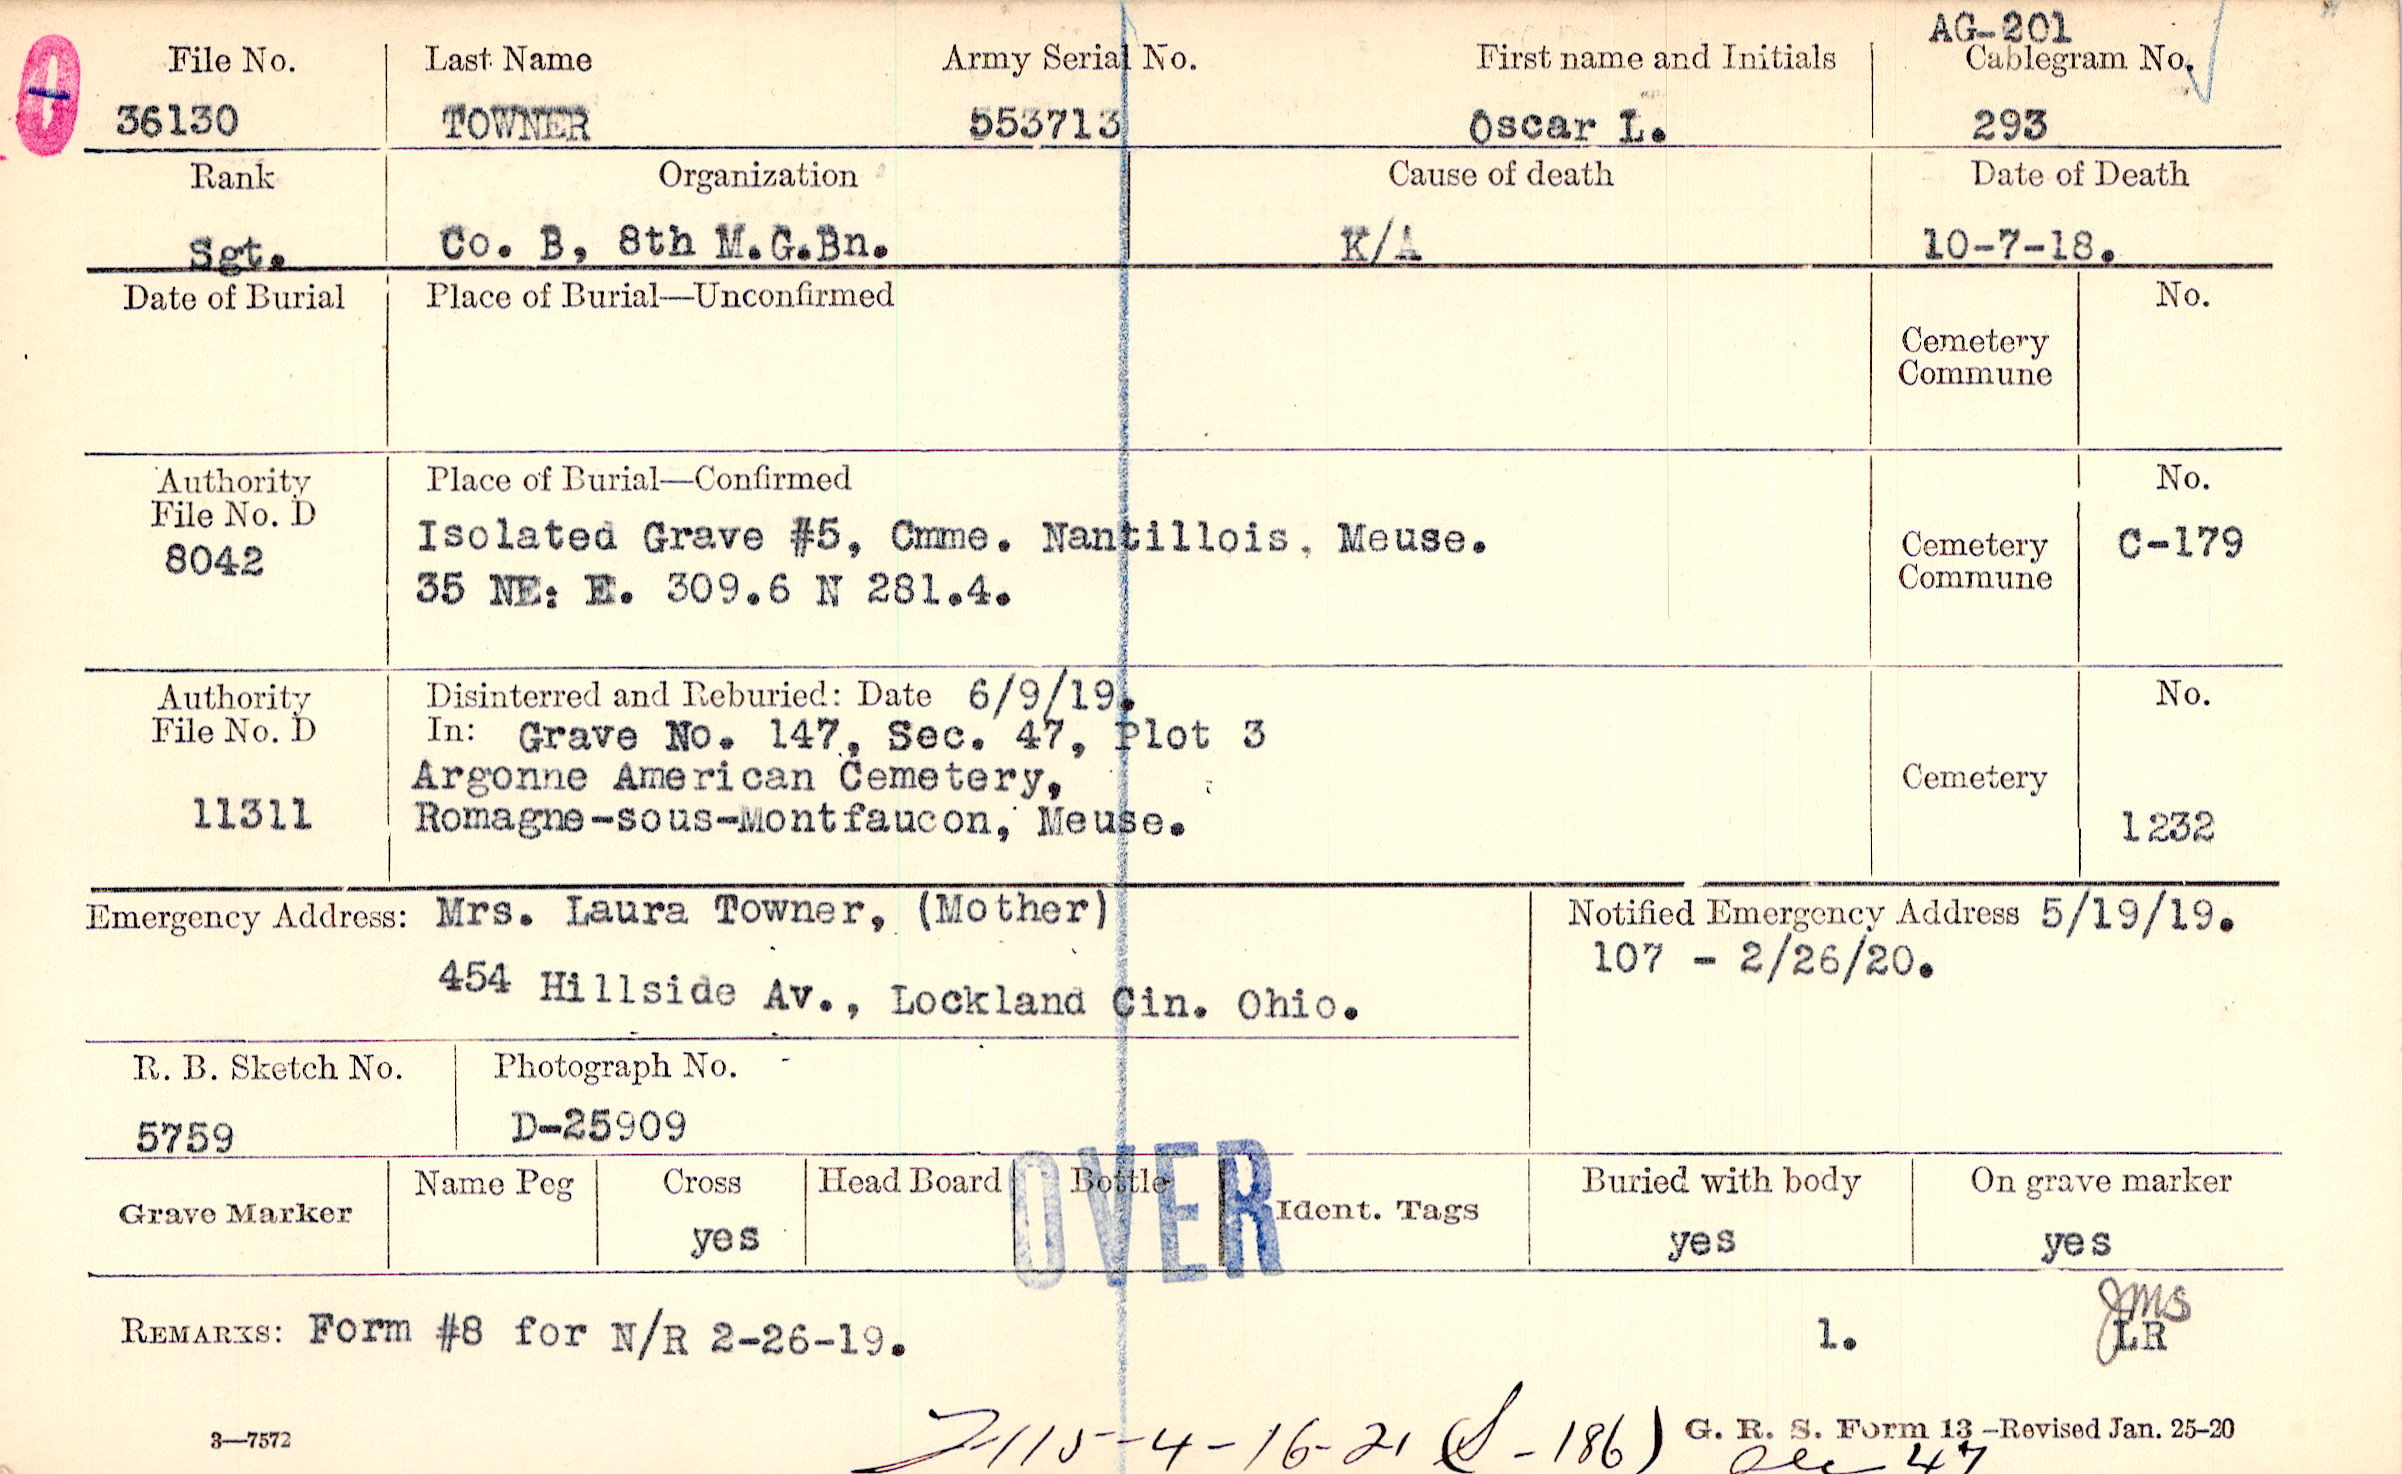 AG-201
File No. Last Name Army Serial No. First name and Initials Cablegram No.
36130 TOWNER 553713 Oscar L. 293
Rank Organization Cause of death Date of Death
Sgt. Co. B, 8th M.G.Bn. K/A 10-7-18.
Date of Burial Place of Burial—Unconfirmed No.
Cemetery
Commune
Authority Place of Burial—Confirmed No.
File No. D
8042 Isolated Grave #5, Cmme. Nantillois, Meuse. Cemetery C-179
35 NE: E. 309.6 N 281.4. Commune
Authority Disinterred and Reburied: Date 6/9/19. No.
File No. D In: Grave No. 147, Sec. 47, Plot 3
Argonne American Cemetery, Cemetery
11311 Romagne-sous-Montfaucon, Meuse. 1232
Emergency Address: Mrs. Laura Towner, (Mother) Notified Emergency Address 5/19/19.
107 - 2/26/20.
454 Hillside Av., Lockland Cin. Ohio.
R. B. Sketch No. Photograph No.
5759 D-25909
OVER
Grave Marker Name Peg Cross Head Board Bottle Ident. Tags Buried with body On grave marker
yes yes yes
JMS
REMARKS: Form #8 for N/R 2-26-19. 1. LR
3—7572 115-4-16-21 (S-186) G. R. S. Form 13-Revised Jan. 25-20
47